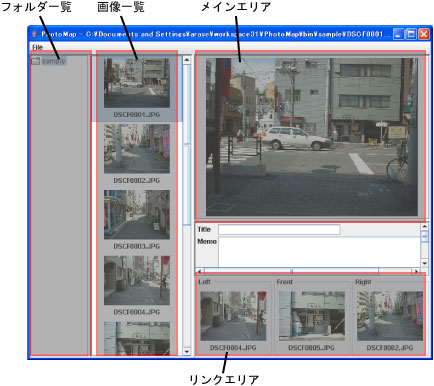 フォルダ一覧
画像一覧
メインエリア
PhotoMap - C:¥Documents and Settings¥arase¥workspace31¥PhotoMap¥bin¥sample¥DSCF0001...
File
sample
DSCF0001.JPG
DSCF0002.JPG
DSCF0003.JPG
DSCF0004.JPG
Title
Memo
Left
Front
Right
DSCF0004.JPG
DSCF0005.JPG
DSCF0002.JPG
リンクエリア